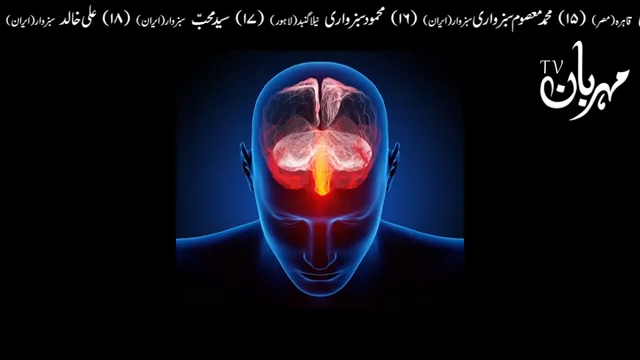 قاہرہ(مصر) (۱۵) محمد معصوم سبزواری سبزوار(ایران) (۱۶) محمود سبزواری نیلا گنبد(لاہور) (۱۷) سید محبّ سبزوار(ایران) (۱۸) علی خالد سبزوار(ایران)
مہربان TV